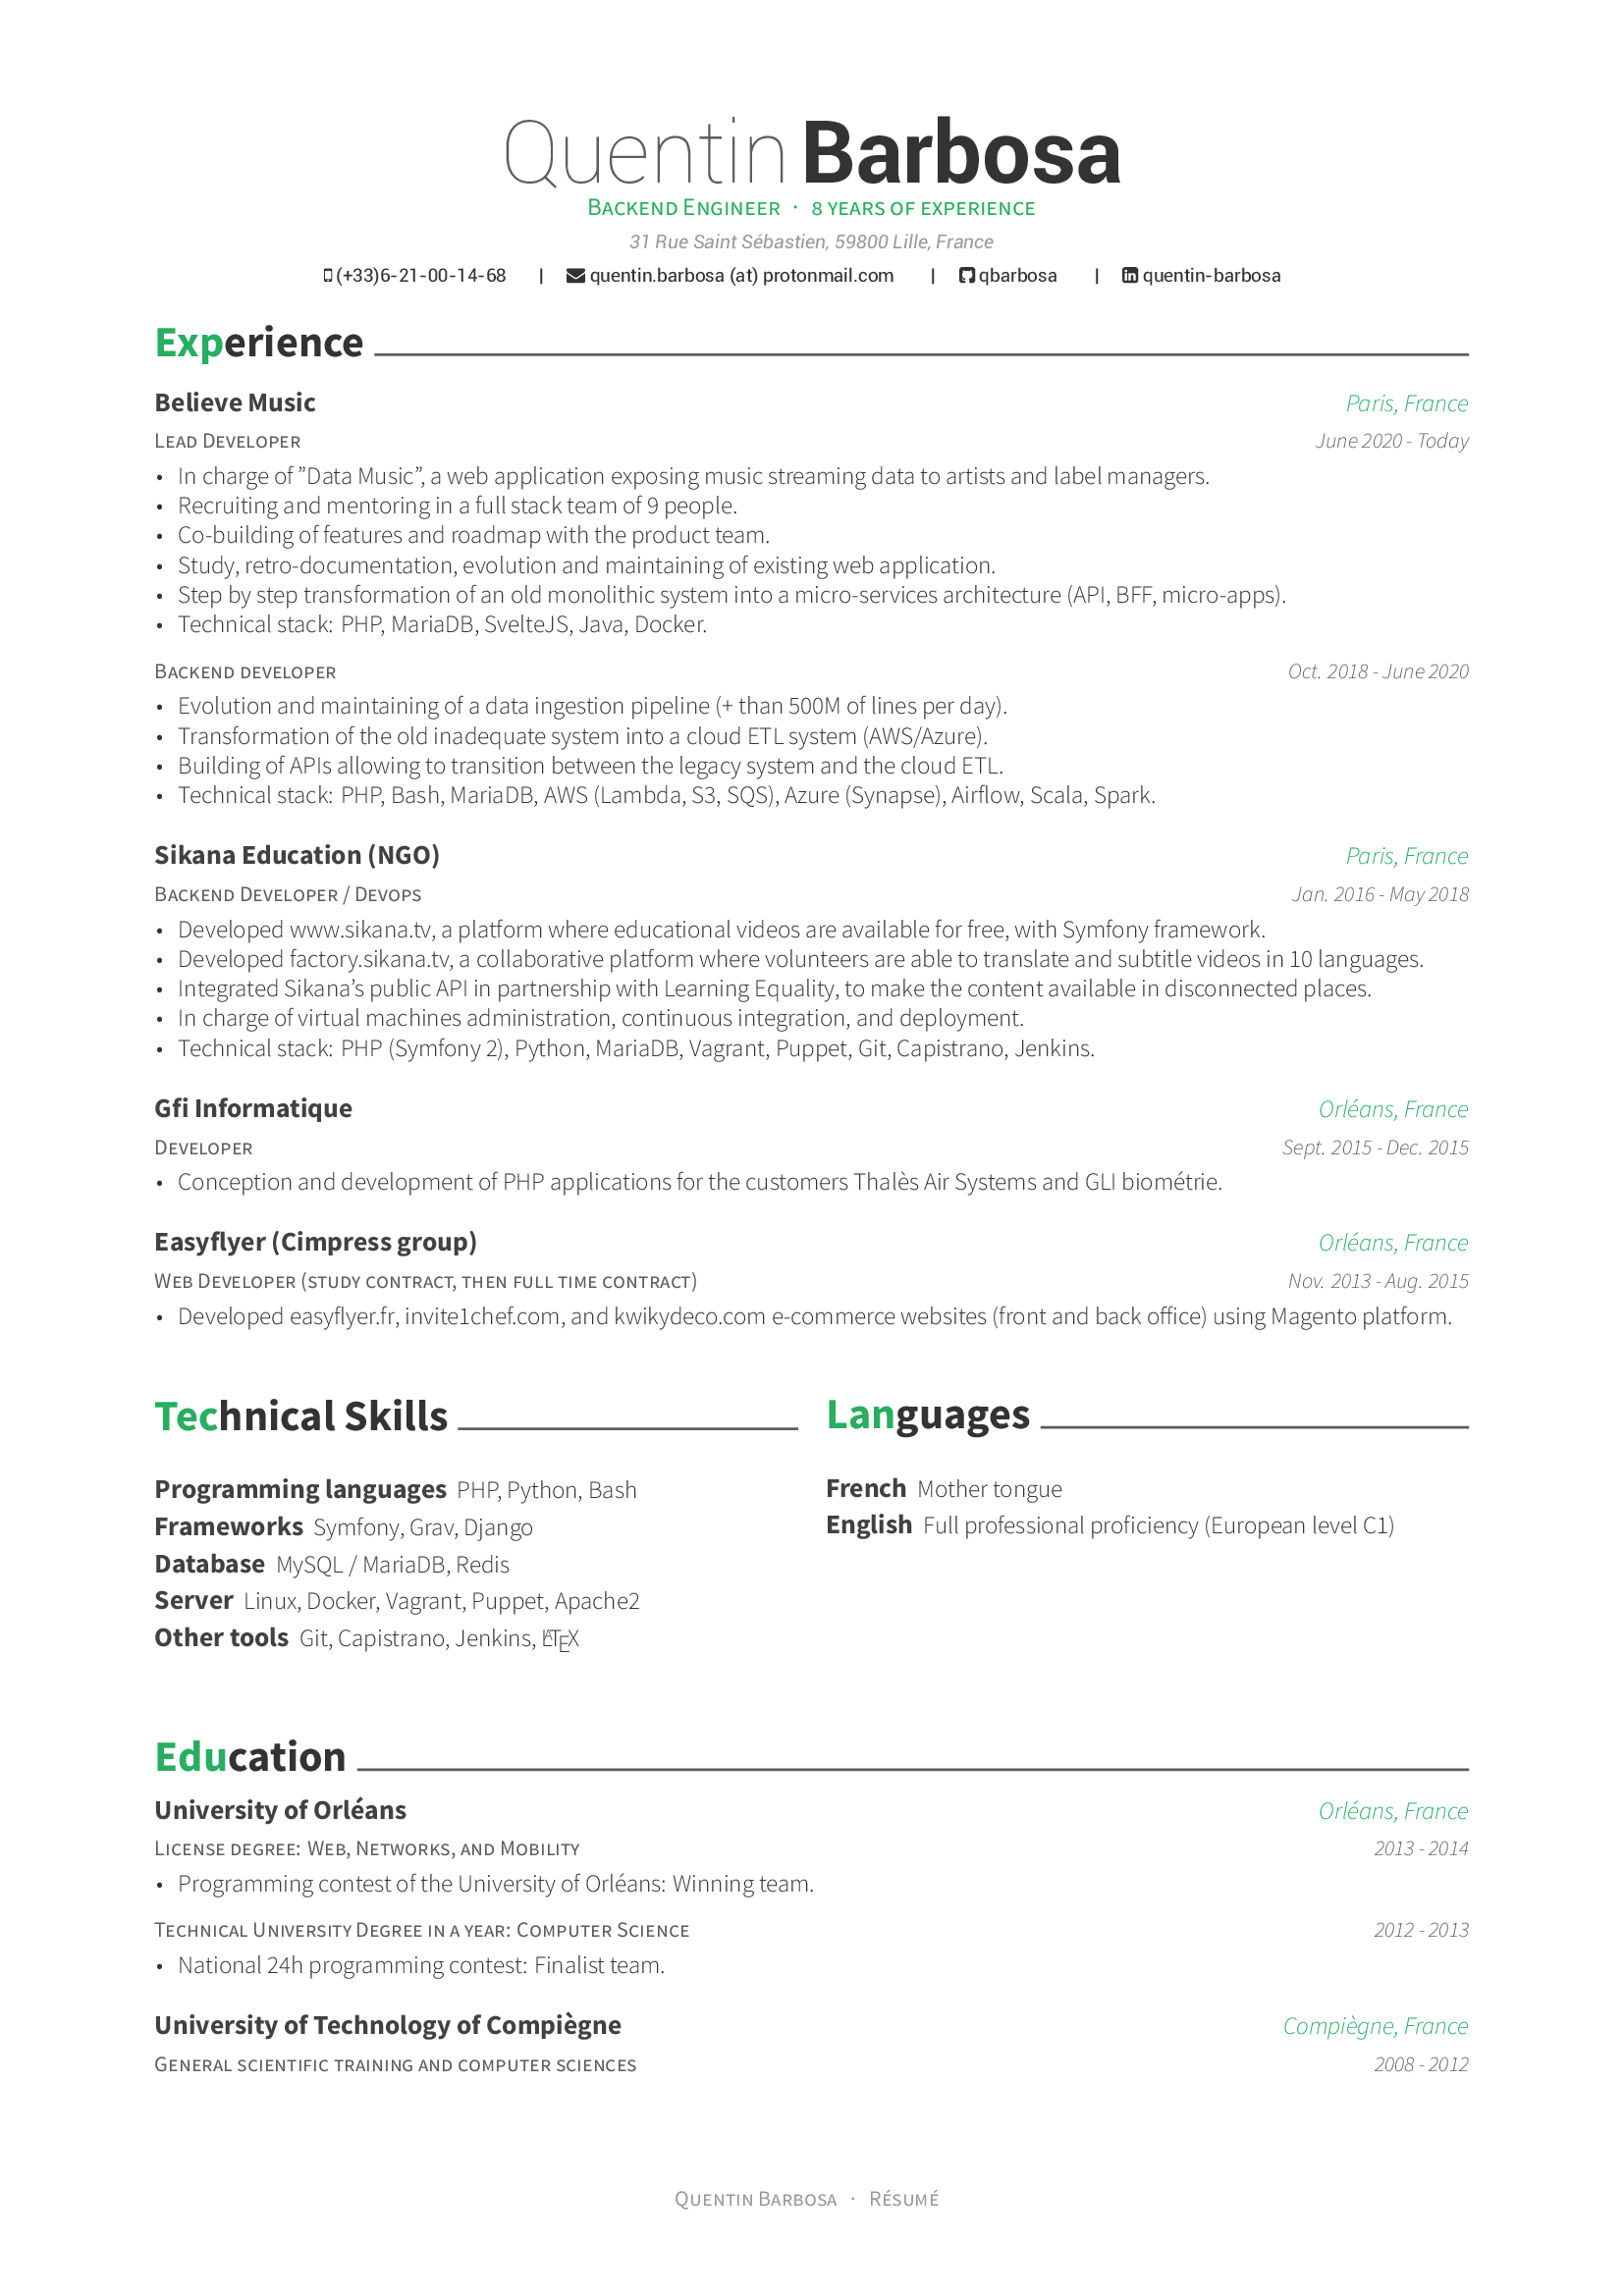 Quentin Barbosa
Backend Engineer · 8 years of experience
31 Rue Saint Sébastien, 59800 Lille, France
(+33)6-21-00-14-68 | quentin.barbosa (at) protonmail.com | qbarbosa | quentin-barbosa
Experience
Believe Music Paris, France
Lead Developer June 2020 - Today
• In charge of ”Data Music”, a web application exposing music streaming data to artists and label managers.
• Recruiting and mentoring in a full stack team of 9 people.
• Co-building of features and roadmap with the product team.
• Study, retro-documentation, evolution and maintaining of existing web application.
• Step by step transformation of an old monolithic system into a micro-services architecture (API, BFF, micro-apps).
• Technical stack: PHP, MariaDB, SvelteJS, Java, Docker.
Backend developer Oct. 2018 - June 2020
• Evolution and maintaining of a data ingestion pipeline (+ than 500M of lines per day).
• Transformation of the old inadequate system into a cloud ETL system (AWS/Azure).
• Building of APIs allowing to transition between the legacy system and the cloud ETL.
• Technical stack: PHP, Bash, MariaDB, AWS (Lambda, S3, SQS), Azure (Synapse), Airflow, Scala, Spark.
Sikana Education (NGO) Paris, France
Backend Developer / Devops Jan. 2016 - May 2018
• Developed www.sikana.tv, a platform where educational videos are available for free, with Symfony framework.
• Developed factory.sikana.tv, a collaborative platform where volunteers are able to translate and subtitle videos in 10 languages.
• Integrated Sikana’s public API in partnership with Learning Equality, to make the content available in disconnected places.
• In charge of virtual machines administration, continuous integration, and deployment.
• Technical stack: PHP (Symfony 2), Python, MariaDB, Vagrant, Puppet, Git, Capistrano, Jenkins.
Gfi Informatique Orléans, France
Developer Sept. 2015 - Dec. 2015
• Conception and development of PHP applications for the customers Thalès Air Systems and GLI biométrie.
Easyflyer (Cimpress group) Orléans, France
Web Developer (study contract, then full time contract) Nov. 2013 - Aug. 2015
• Developed easyflyer.fr, invite1chef.com, and kwikydeco.com e-commerce websites (front and back office) using Magento platform.
Technical Skills
Programming languages PHP, Python, Bash
Frameworks Symfony, Grav, Django
Database MySQL / MariaDB, Redis
Server Linux, Docker, Vagrant, Puppet, Apache2
Other tools Git, Capistrano, Jenkins, LATEX
Languages
French Mother tongue
English Full professional proficiency (European level C1)
Education
University of Orléans Orléans, France
License degree: Web, Networks, and Mobility 2013 - 2014
• Programming contest of the University of Orléans: Winning team.
Technical University Degree in a year: Computer Science 2012 - 2013
• National 24h programming contest: Finalist team.
University of Technology of Compiègne Compiègne, France
General scientific training and computer sciences 2008 - 2012
Quentin Barbosa · Résumé